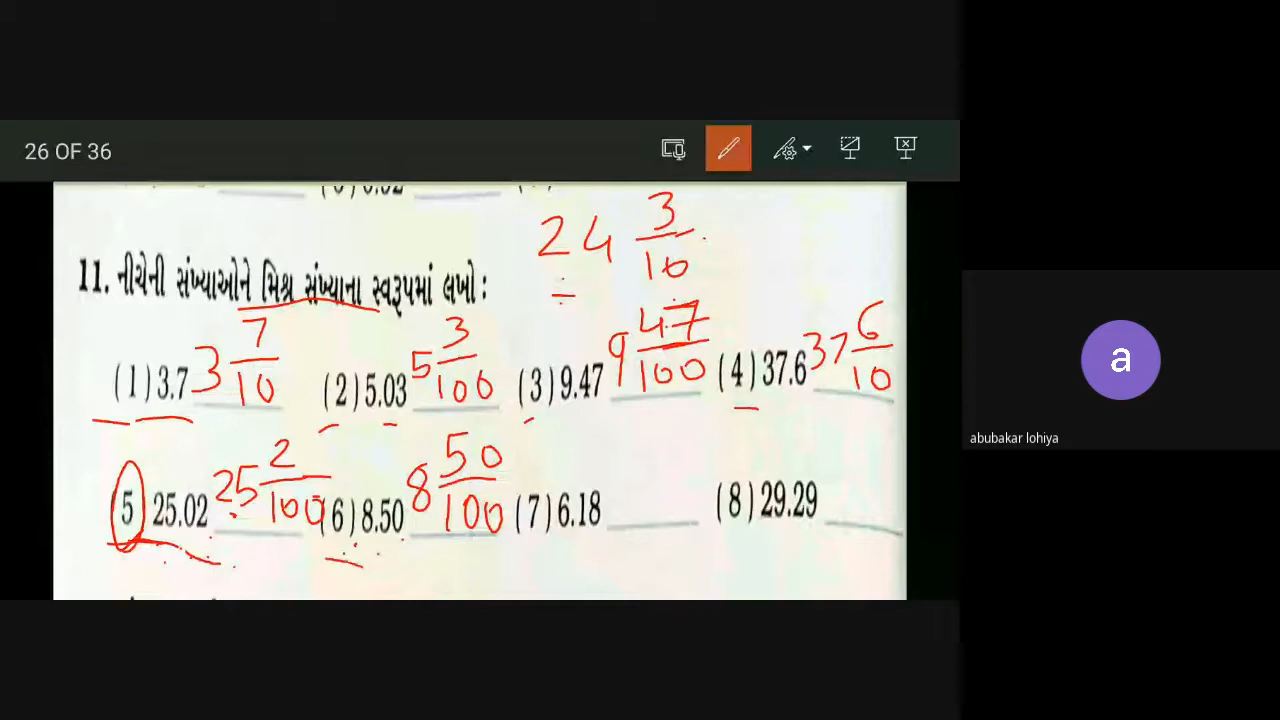 26 OF 36
24 3/10
11. નીચેની સંખ્યાઓને મિશ્ર સંખ્યાના સ્વરૂપમાં લખો :
(1) 3.7 3 7/10 (2) 5.03 5 3/100 (3) 9.47 9 47/100 (4) 37.6 37 6/10
(5) 25.02 25 2/100 (6) 8.50 8 50/100 (7) 6.18 (8) 29.29
a
abubakar lohiya